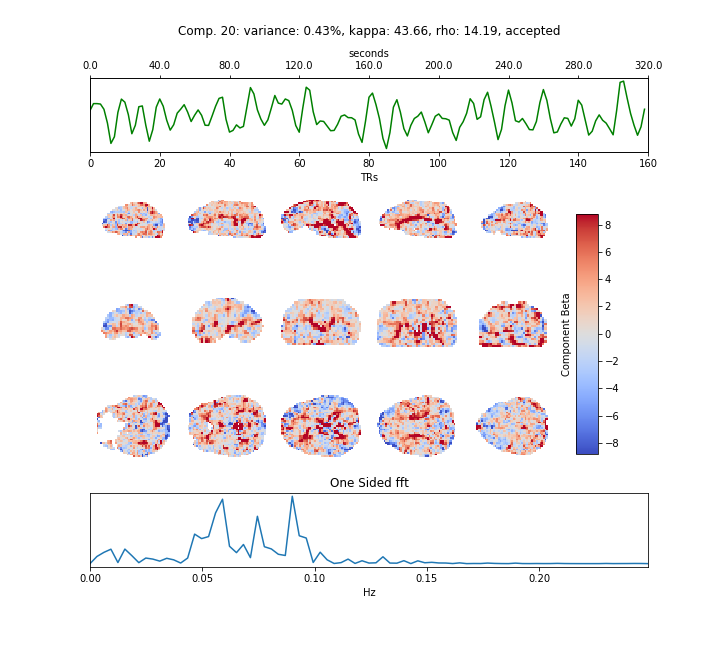 Comp. 20: variance: 0.43%, kappa: 43.66, rho: 14.19, accepted
seconds
0.0 40.0 80.0 120.0 160.0 200.0 240.0 280.0 320.0
0 20 40 60 80 100 120 140 160
TRs
8
6
4
2
0
−2
−4
−6
−8
Component Beta
One Sided fft
0.00 0.05 0.10 0.15 0.20
Hz